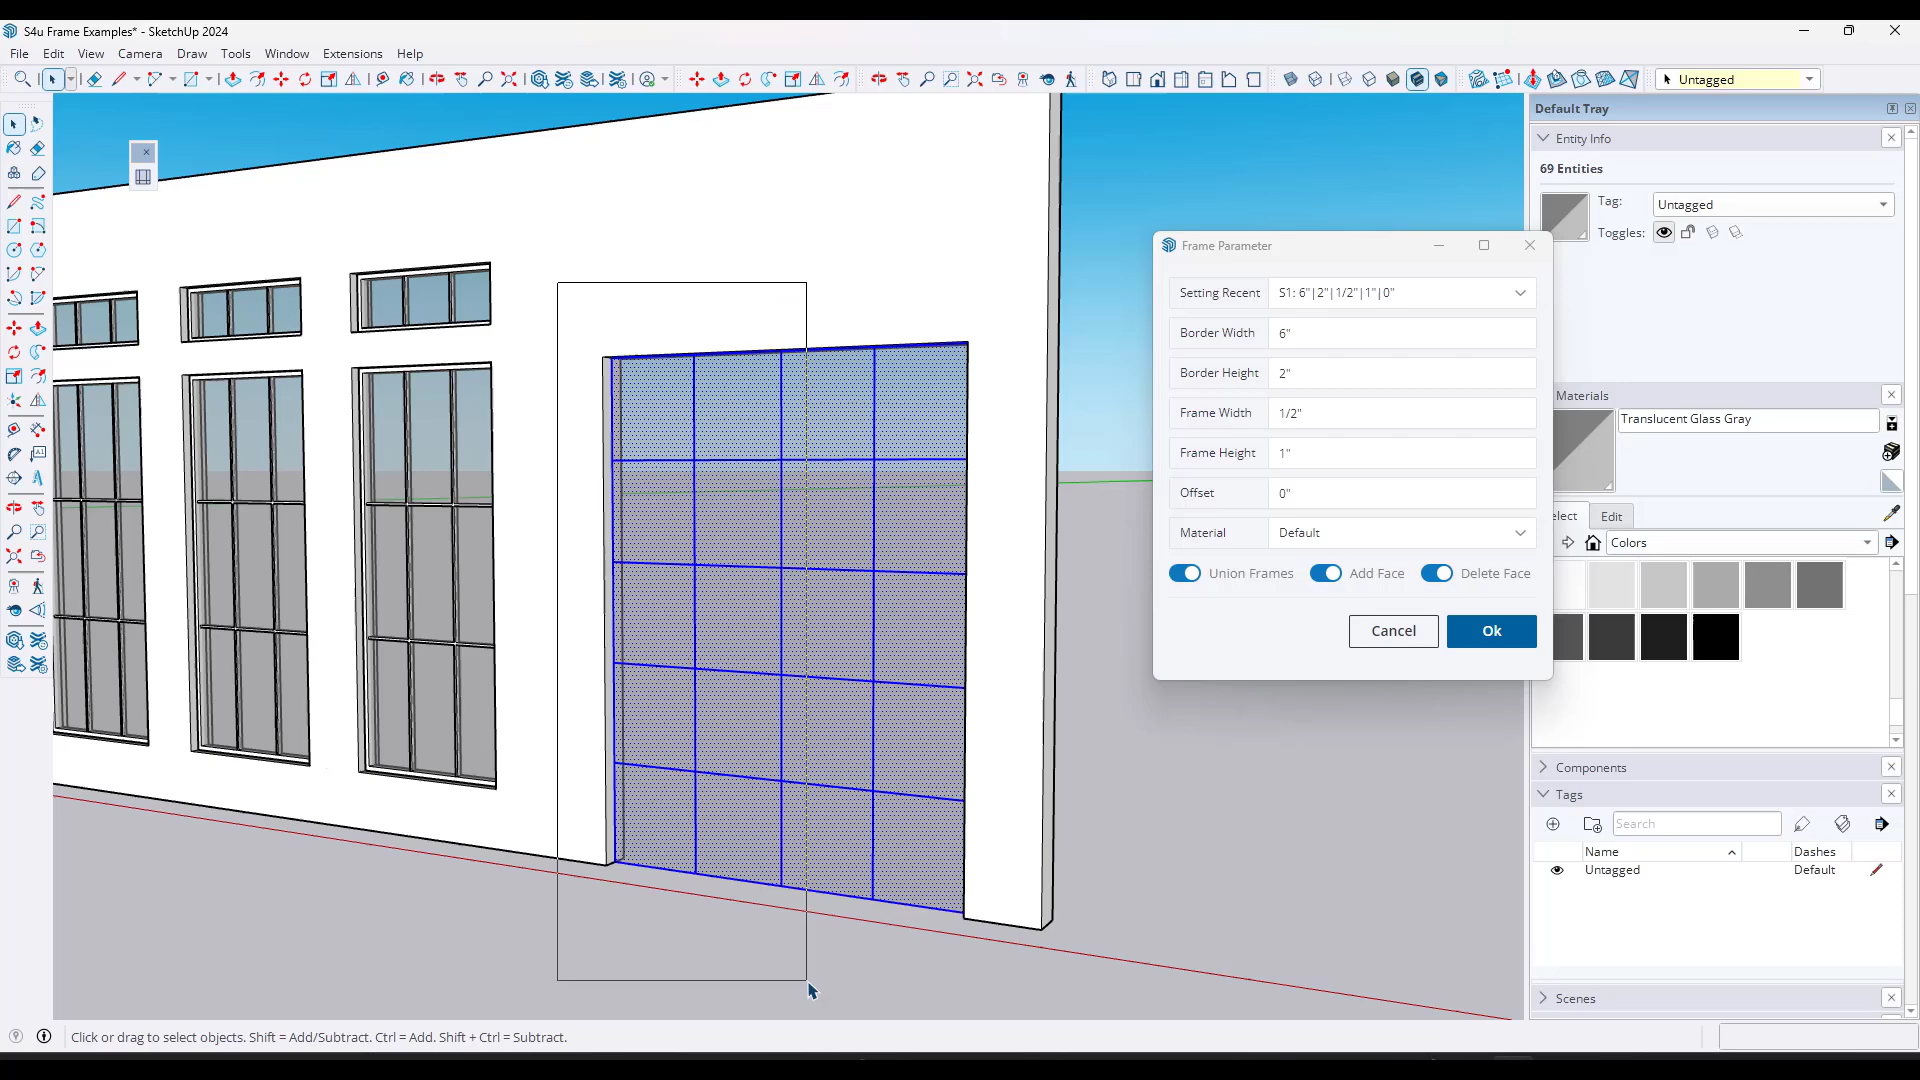 S4u Frame Examples* - SketchUp 2024
File Edit View Camera Draw Tools Window Extensions Help
Untagged
Default Tray
Entity Info
69 Entities
Tag: Untagged
Toggles:
Frame Parameter
Setting Recent S1: 6"|2"|1/2"|1"|0"
Border Width 6"
Border Height 2"
Frame Width 1/2"
Frame Height 1"
Offset 0"
Material Default
Union Frames Add Face Delete Face
Cancel Ok
Materials
Translucent Glass Gray
elect Edit
Colors
Components
Tags
Search
Name Dashes
Untagged Default
Scenes
Click or drag to select objects. Shift = Add/Subtract. Ctrl = Add. Shift + Ctrl = Subtract.